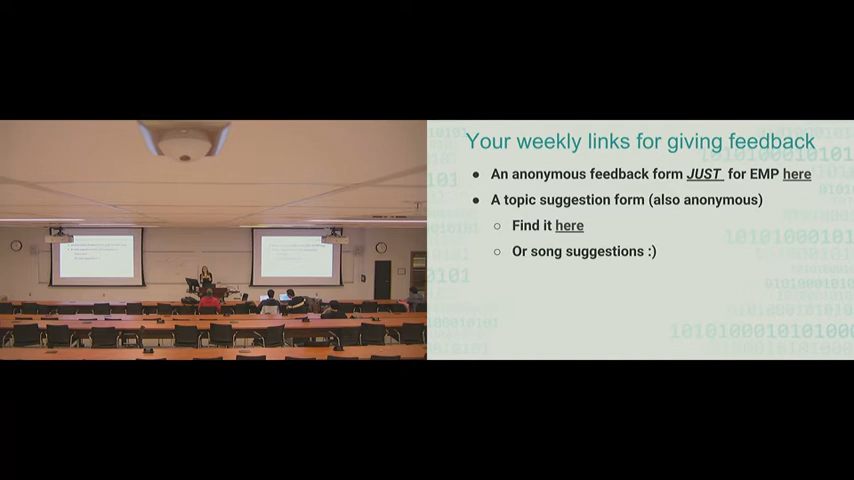 Your weekly links for giving feedback
● An anonymous feedback form JUST for EMP here
● A topic suggestion form (also anonymous)
○ Find it here
○ Or song suggestions :)